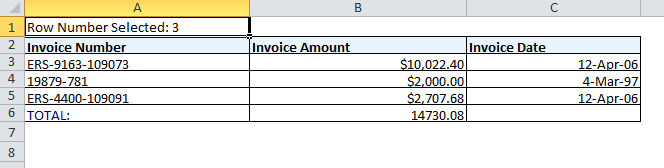 A B C
1 Row Number Selected: 3
2 Invoice Number Invoice Amount Invoice Date
3 ERS-9163-109073 $10,022.40 12-Apr-06
4 19879-781 $2,000.00 4-Mar-97
5 ERS-4400-109091 $2,707.68 12-Apr-06
6 TOTAL: 14730.08
7
8